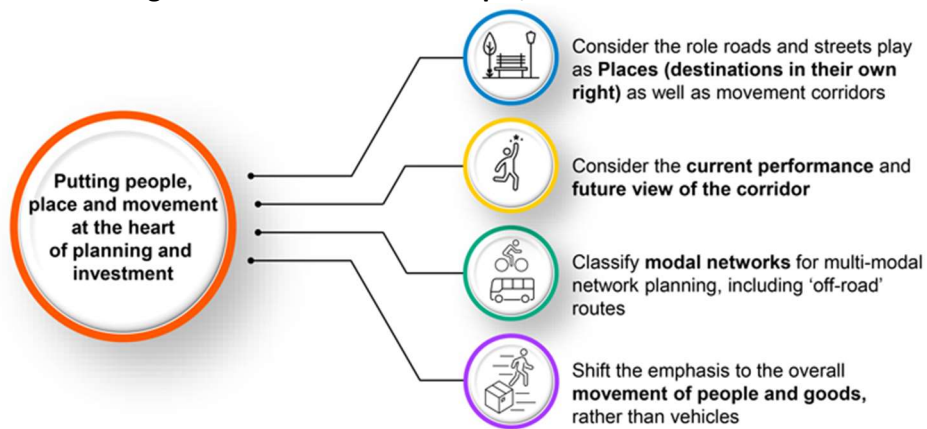 Putting people,
place and movement
at the heart
of planning and
investment
Consider the role roads and streets play
as Places (destinations in their own
right) as well as movement corridors
Consider the current performance and
future view of the corridor
Classify modal networks for multi-modal
network planning, including ‘off-road’
routes
Shift the emphasis to the overall
movement of people and goods,
rather than vehicles